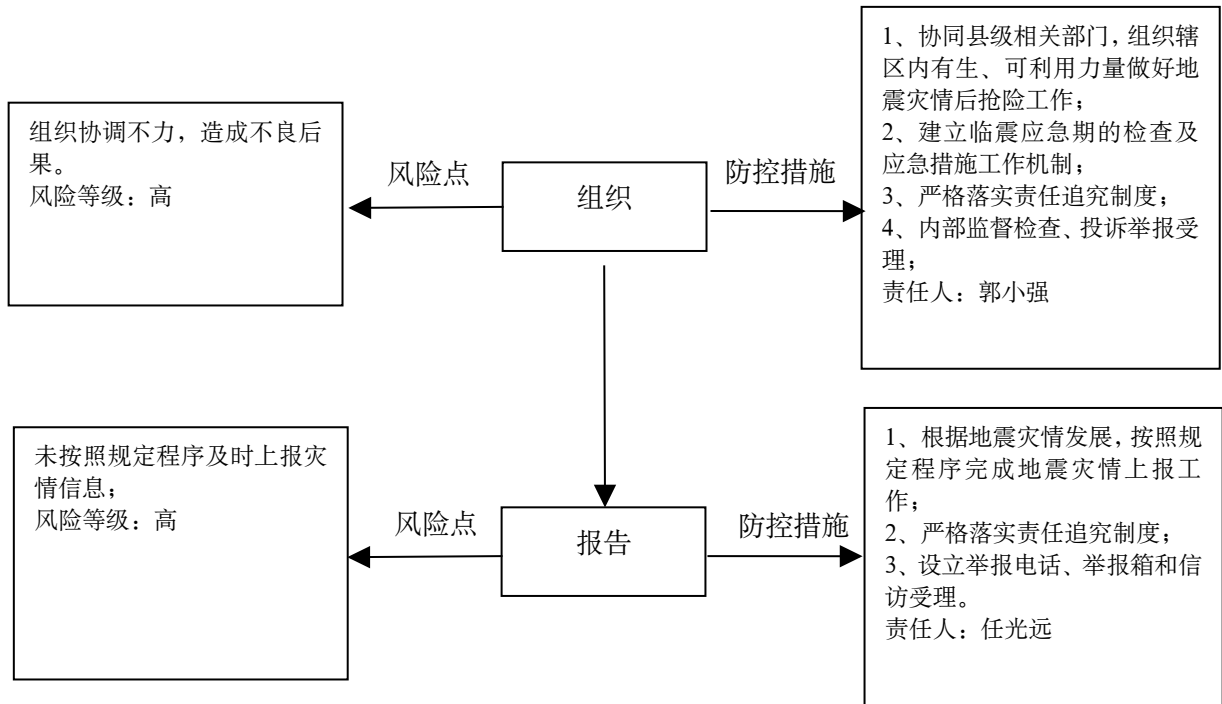 组织协调不力，造成不良后
果。
风险等级：高
风险点
组织
防控措施
1、协同县级相关部门，组织辖
区内有生、可利用力量做好地
震灾情后抢险工作；
2、建立临震应急期的检查及
应急措施工作机制；
3、严格落实责任追究制度；
4、内部监督检查、投诉举报受
理；
责任人：郭小强
未按照规定程序及时上报灾
情信息；
风险等级：高
风险点
报告
防控措施
1、根据地震灾情发展，按照规
定程序完成地震灾情上报工
作；
2、严格落实责任追究制度；
3、设立举报电话、举报箱和信
访受理。
责任人：任光远